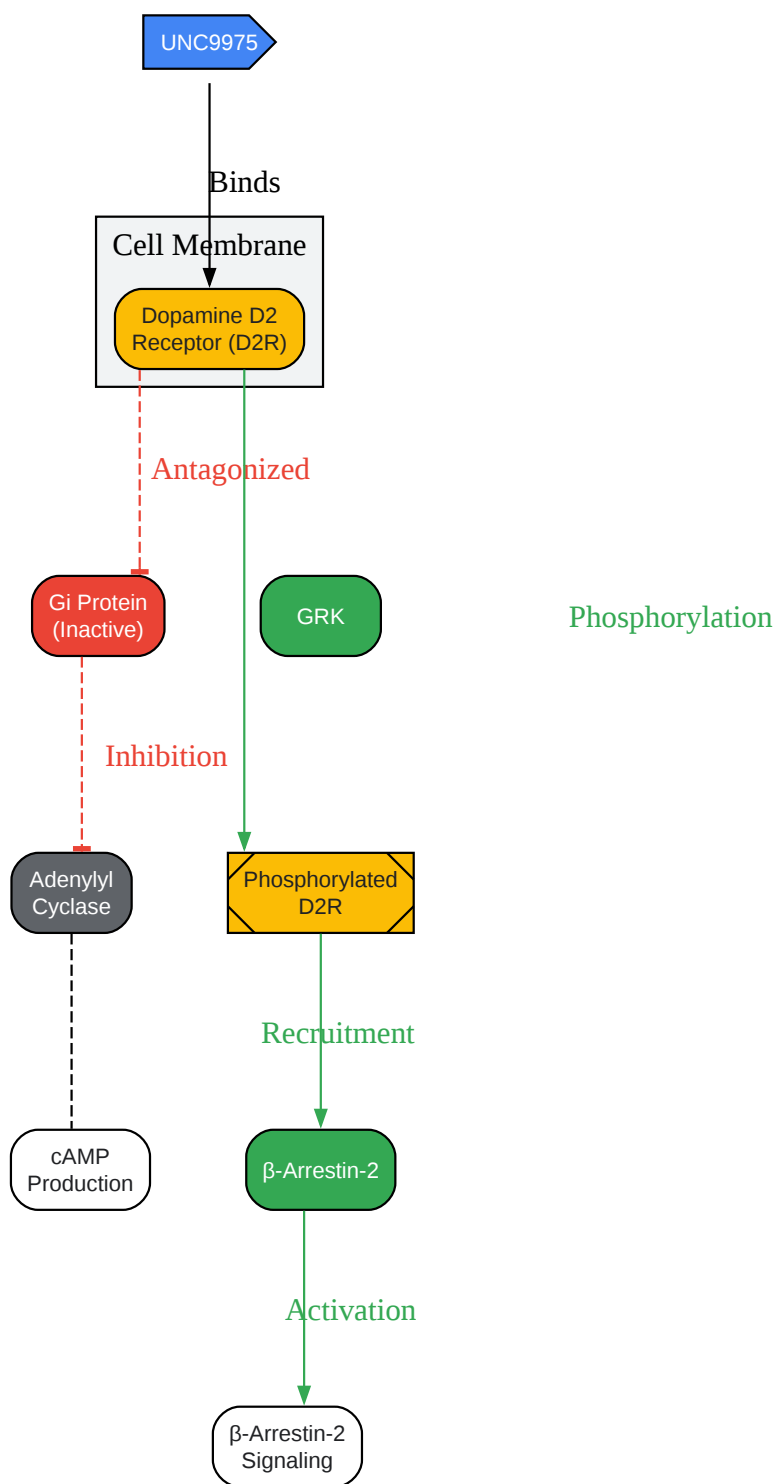 UNC9975
Binds
Cell Membrane
Dopamine D2
Receptor (D2R)
Antagonized
Gi Protein
(Inactive)
GRK
Phosphorylation
Inhibition
Adenylyl
Cyclase
Phosphorylated
D2R
Recruitment
cAMP
Production
β-Arrestin-2
Activation
β-Arrestin-2
Signaling